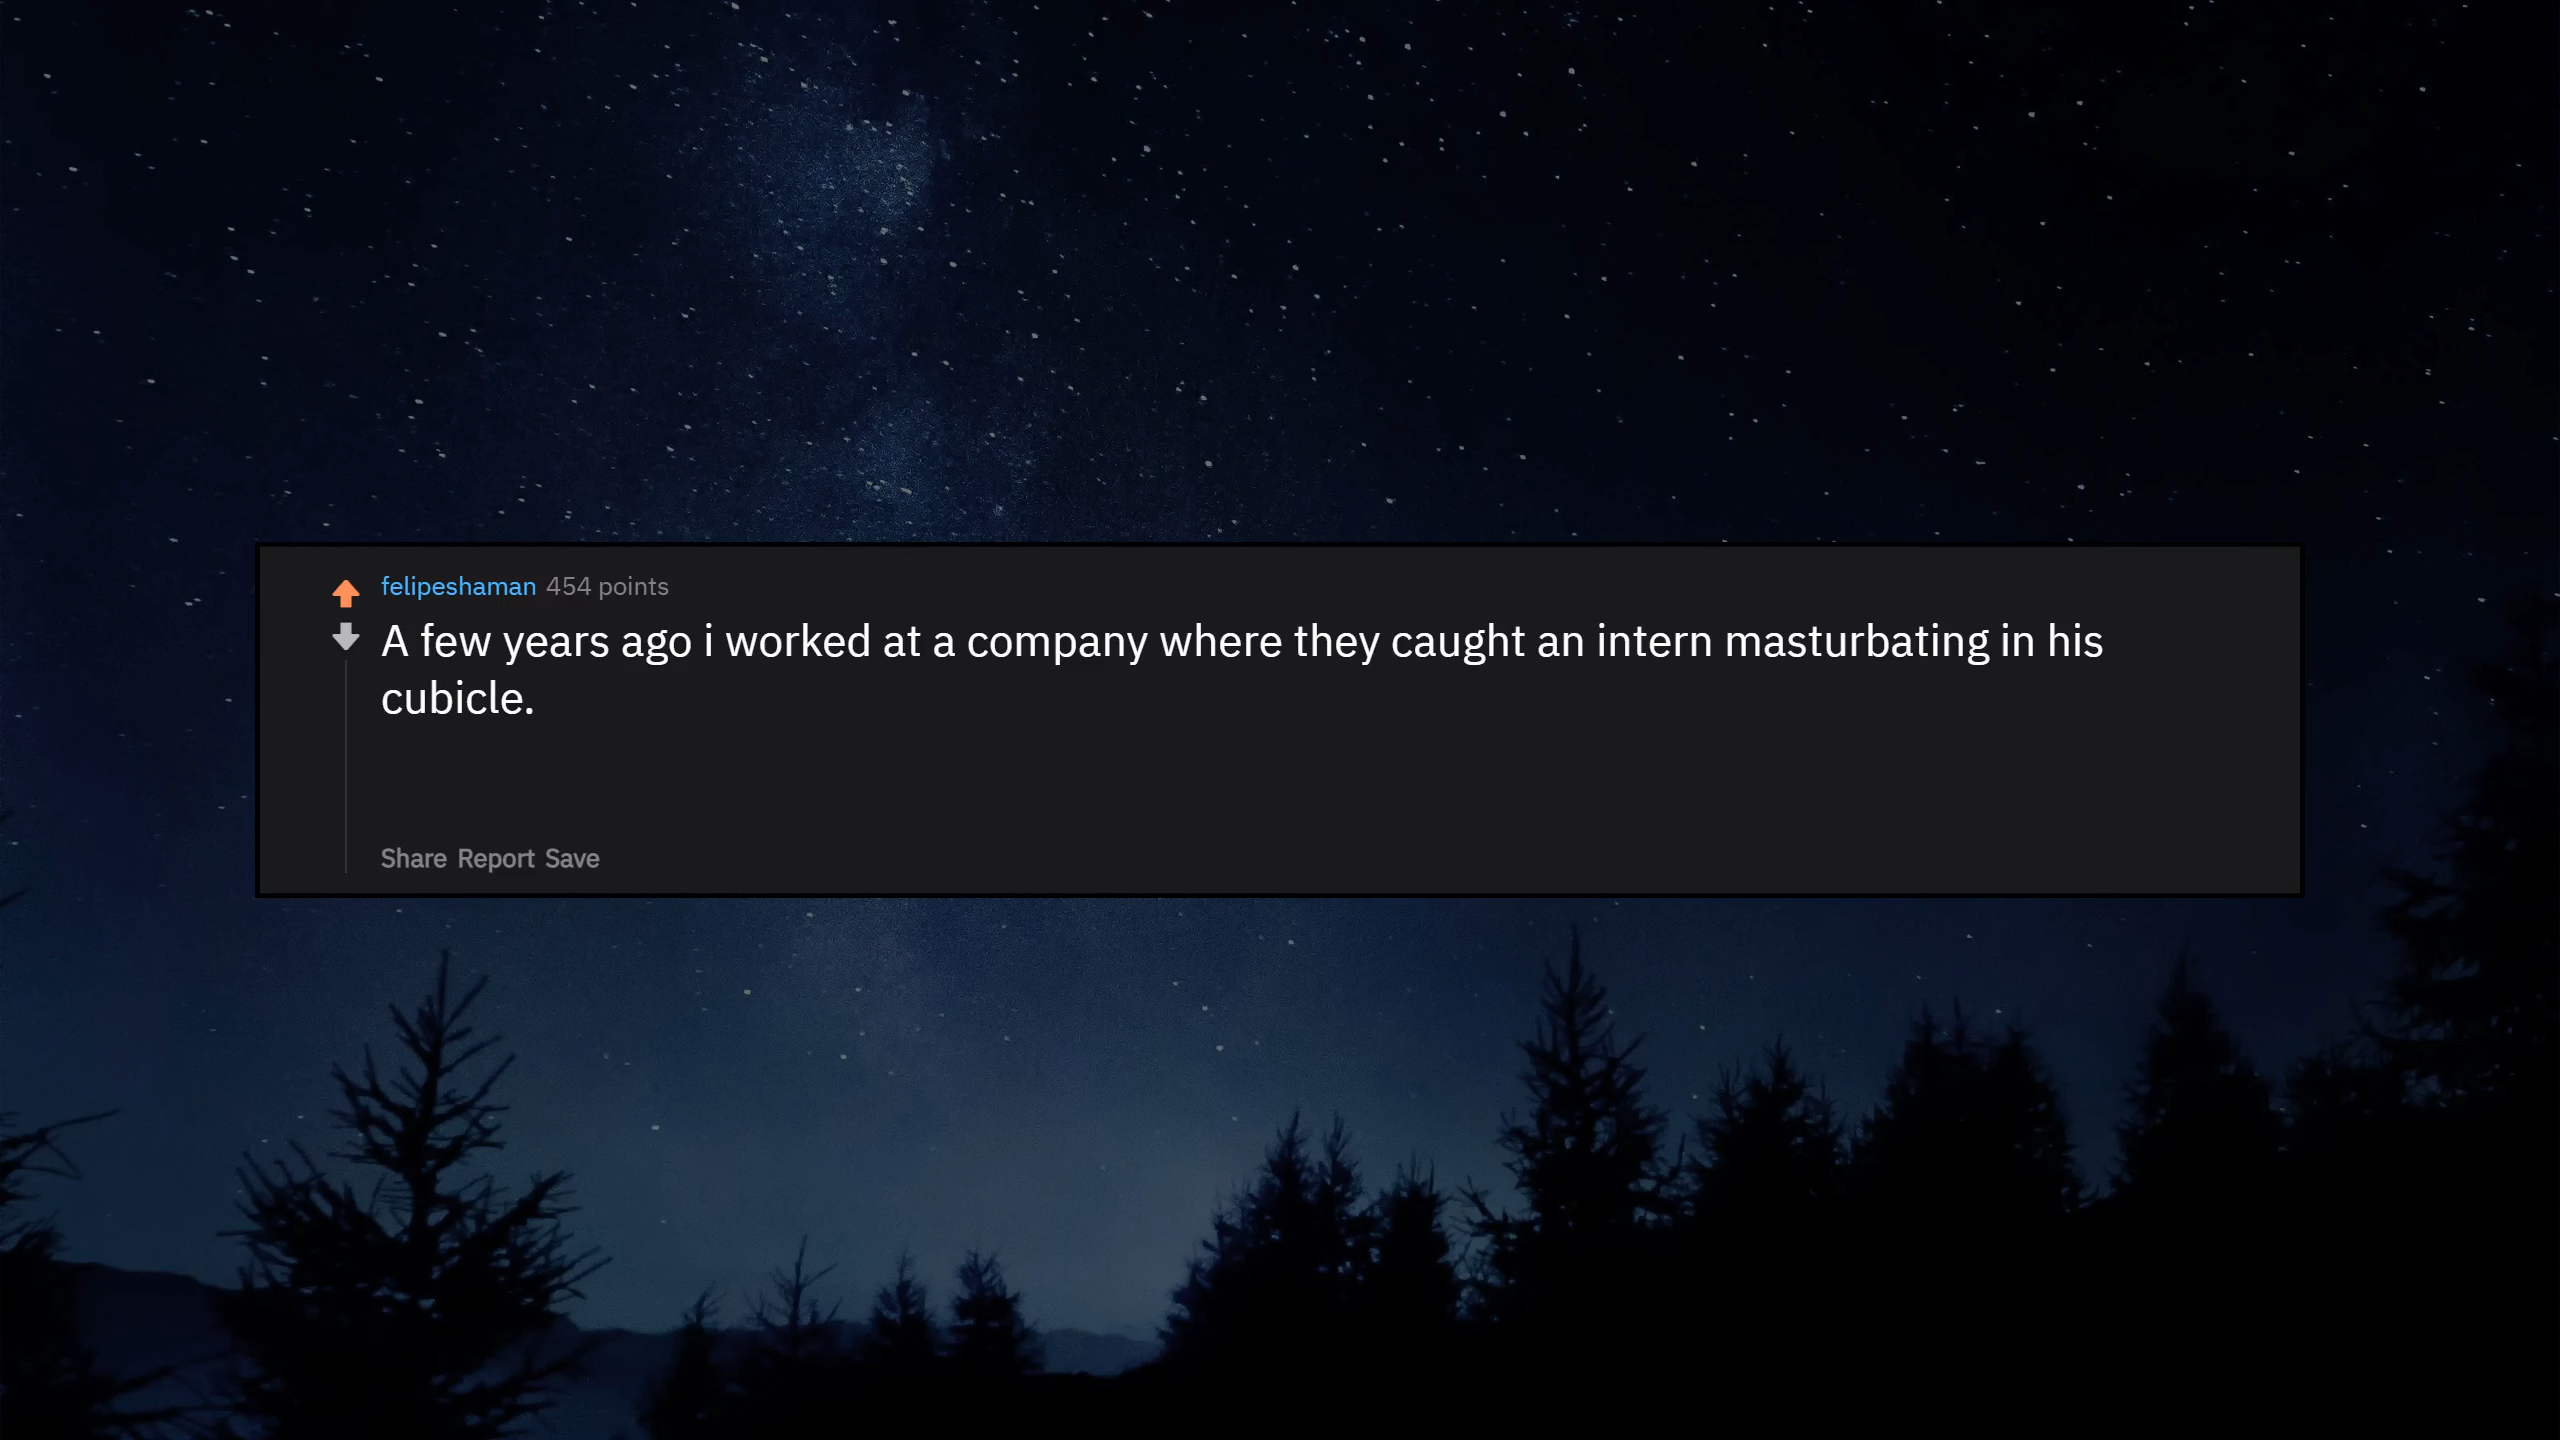 felipeshaman 454 points
A few years ago i worked at a company where they caught an intern masturbating in his
cubicle.
Share Report Save